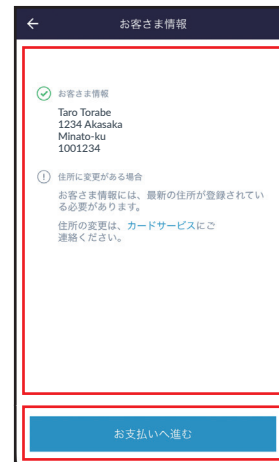 お客さま情報
お客さま情報
Taro Torabe
1234 Akasaka
Minato-ku
1001234
住所に変更がある場合
お客さま情報には、最新の住所が登録されてい
る必要があります。
住所の変更は、カードサービスにご
連絡ください。
お支払いへ進む